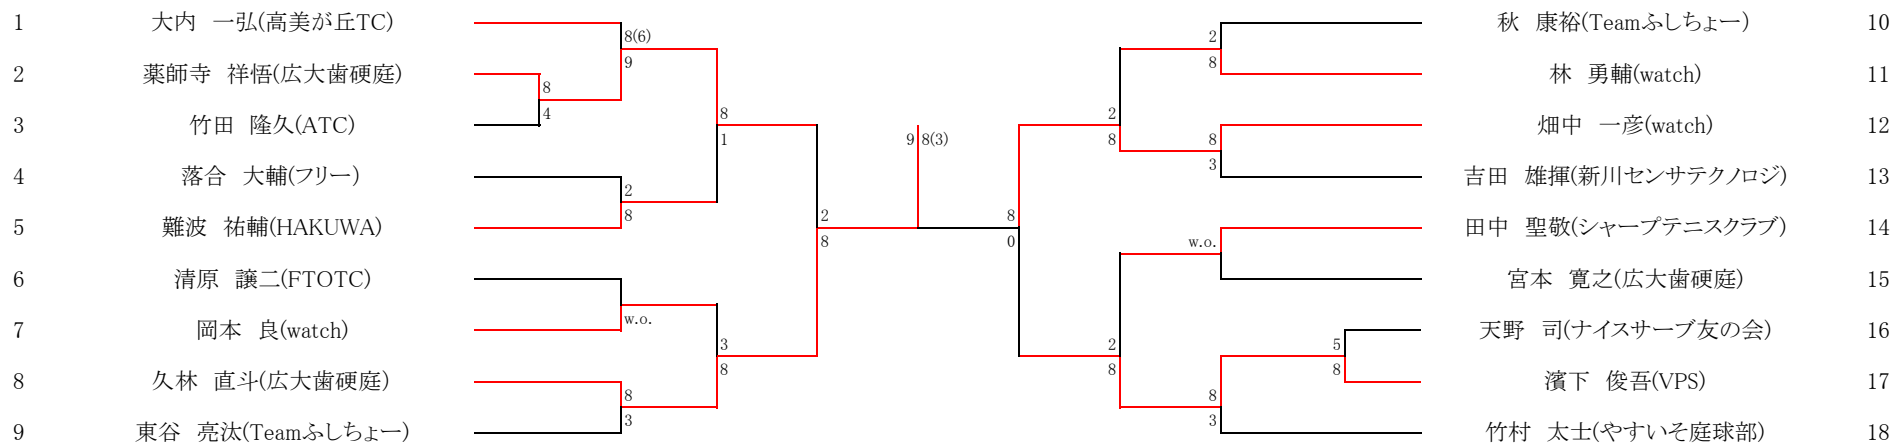 1 大内 一弘(高美が丘TC)
8(6)
9
2 薬師寺 祥悟(広大歯硬庭)
8
4
3 竹田 隆久(ATC)
8
1
4 落合 大輔(フリー)
2
8
5 難波 祐輔(HAKUWA)
2
8
6 清原 譲二(FTOTC)
w.o.
7 岡本 良(watch)
3
8
8 久林 直斗(広大歯硬庭)
8
3
9 東谷 亮汰(Teamふしちょー)
9 8(3)
秋 康裕(Teamふしちょー) 10
2
8
林 勇輔(watch) 11
2
8
畑中 一彦(watch) 12
8
3
吉田 雄揮(新川センサテクノロジ) 13
8
0
田中 聖敬(シャープテニスクラブ) 14
w.o.
宮本 寛之(広大歯硬庭) 15
天野 司(ナイスサーブ友の会) 16
2
8
5
8
濱下 俊吾(VPS) 17
8
3
竹村 太士(やすいそ庭球部) 18